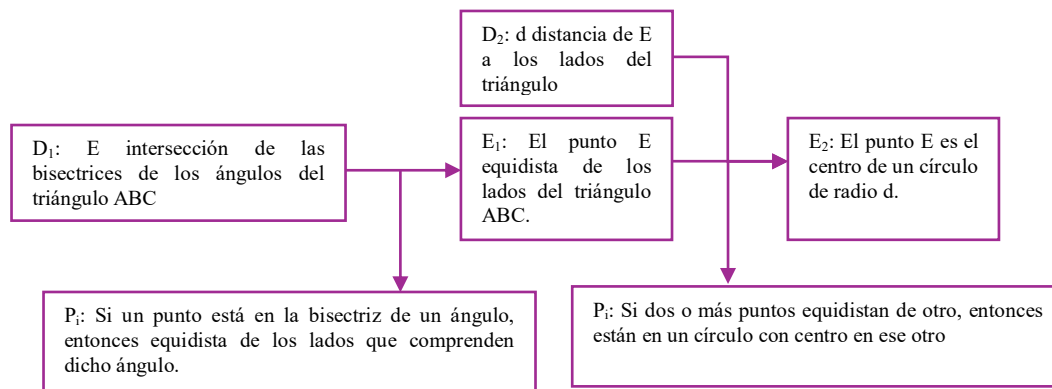 D₂: d distancia de E
a los lados del
triángulo
D₁: E intersección de las
bisectrices de los ángulos del
triángulo ABC
E₁: El punto E
equidista de los
lados del triángulo
ABC.
E₂: El punto E es el
centro de un círculo
de radio d.
Pᵢ: Si un punto está en la bisectriz de un ángulo,
entonces equidista de los lados que comprenden
dicho ángulo.
Pᵢ: Si dos o más puntos equidistan de otro, entonces
están en un círculo con centro en ese otro